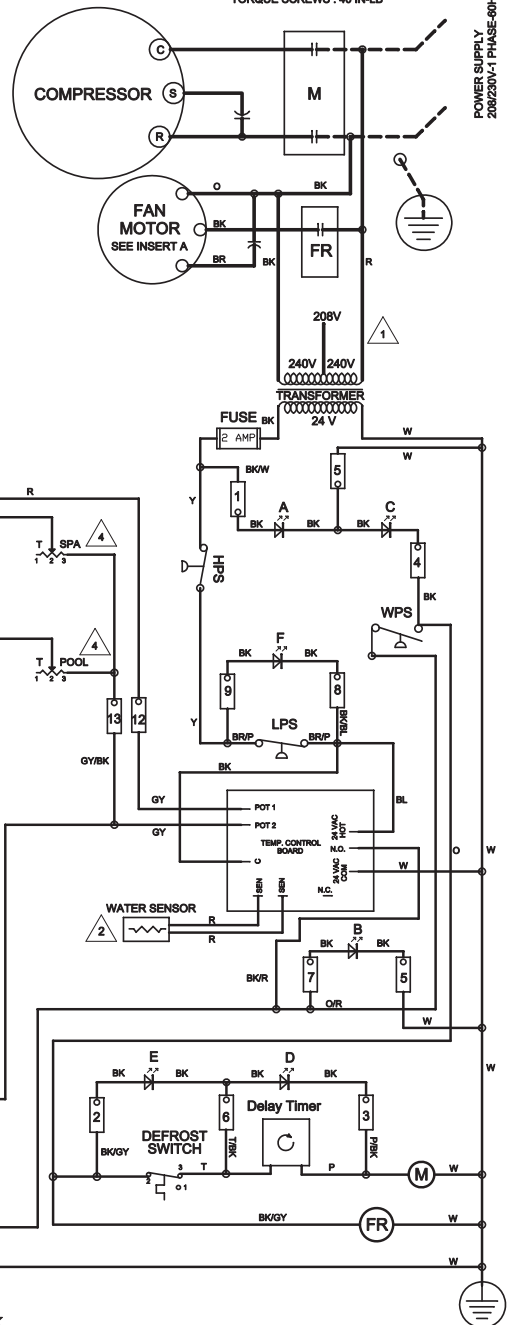 TORQUE SCREWS : 40 IN-LB
POWER SUPPLY
208/230V-1 PHASE-60H
C
COMPRESSOR
S
M
R
O
BK
FAN
MOTOR
SEE INSERT A
BK
FR
BR
BK
R
208V
1
240V 240V
TRANSFORMER
24 V
FUSE
BK
2 AMP
W
W
BK/W
5
R
Y
1
A
C
BK
BK
BK
T SPA
1 2 3
4
HPS
4
BK
WPS
F
BK
BK
T POOL
1 2 3
4
9
8
BK/BL
13
12
LPS
Y
BR/P
BR/P
GY/BK
BK
BL
GY
POT 1
GY
POT 2
TEMP. CONTROL
BOARD
24 VAC
HOT
N.O.
24 VAC
COM
C
W
O
W
SEN
SEN
N.C.
WATER SENSOR
2
R
R
B
BK
BK
BK/R
7
5
O/R
W
W
E
D
BK
BK
BK
BK
2
6
Delay Timer
3
DEFROST
SWITCH
BK/GY
T/BK
P/BK
2
3
1
T
P
M
W
BK/GY
FR
W
W